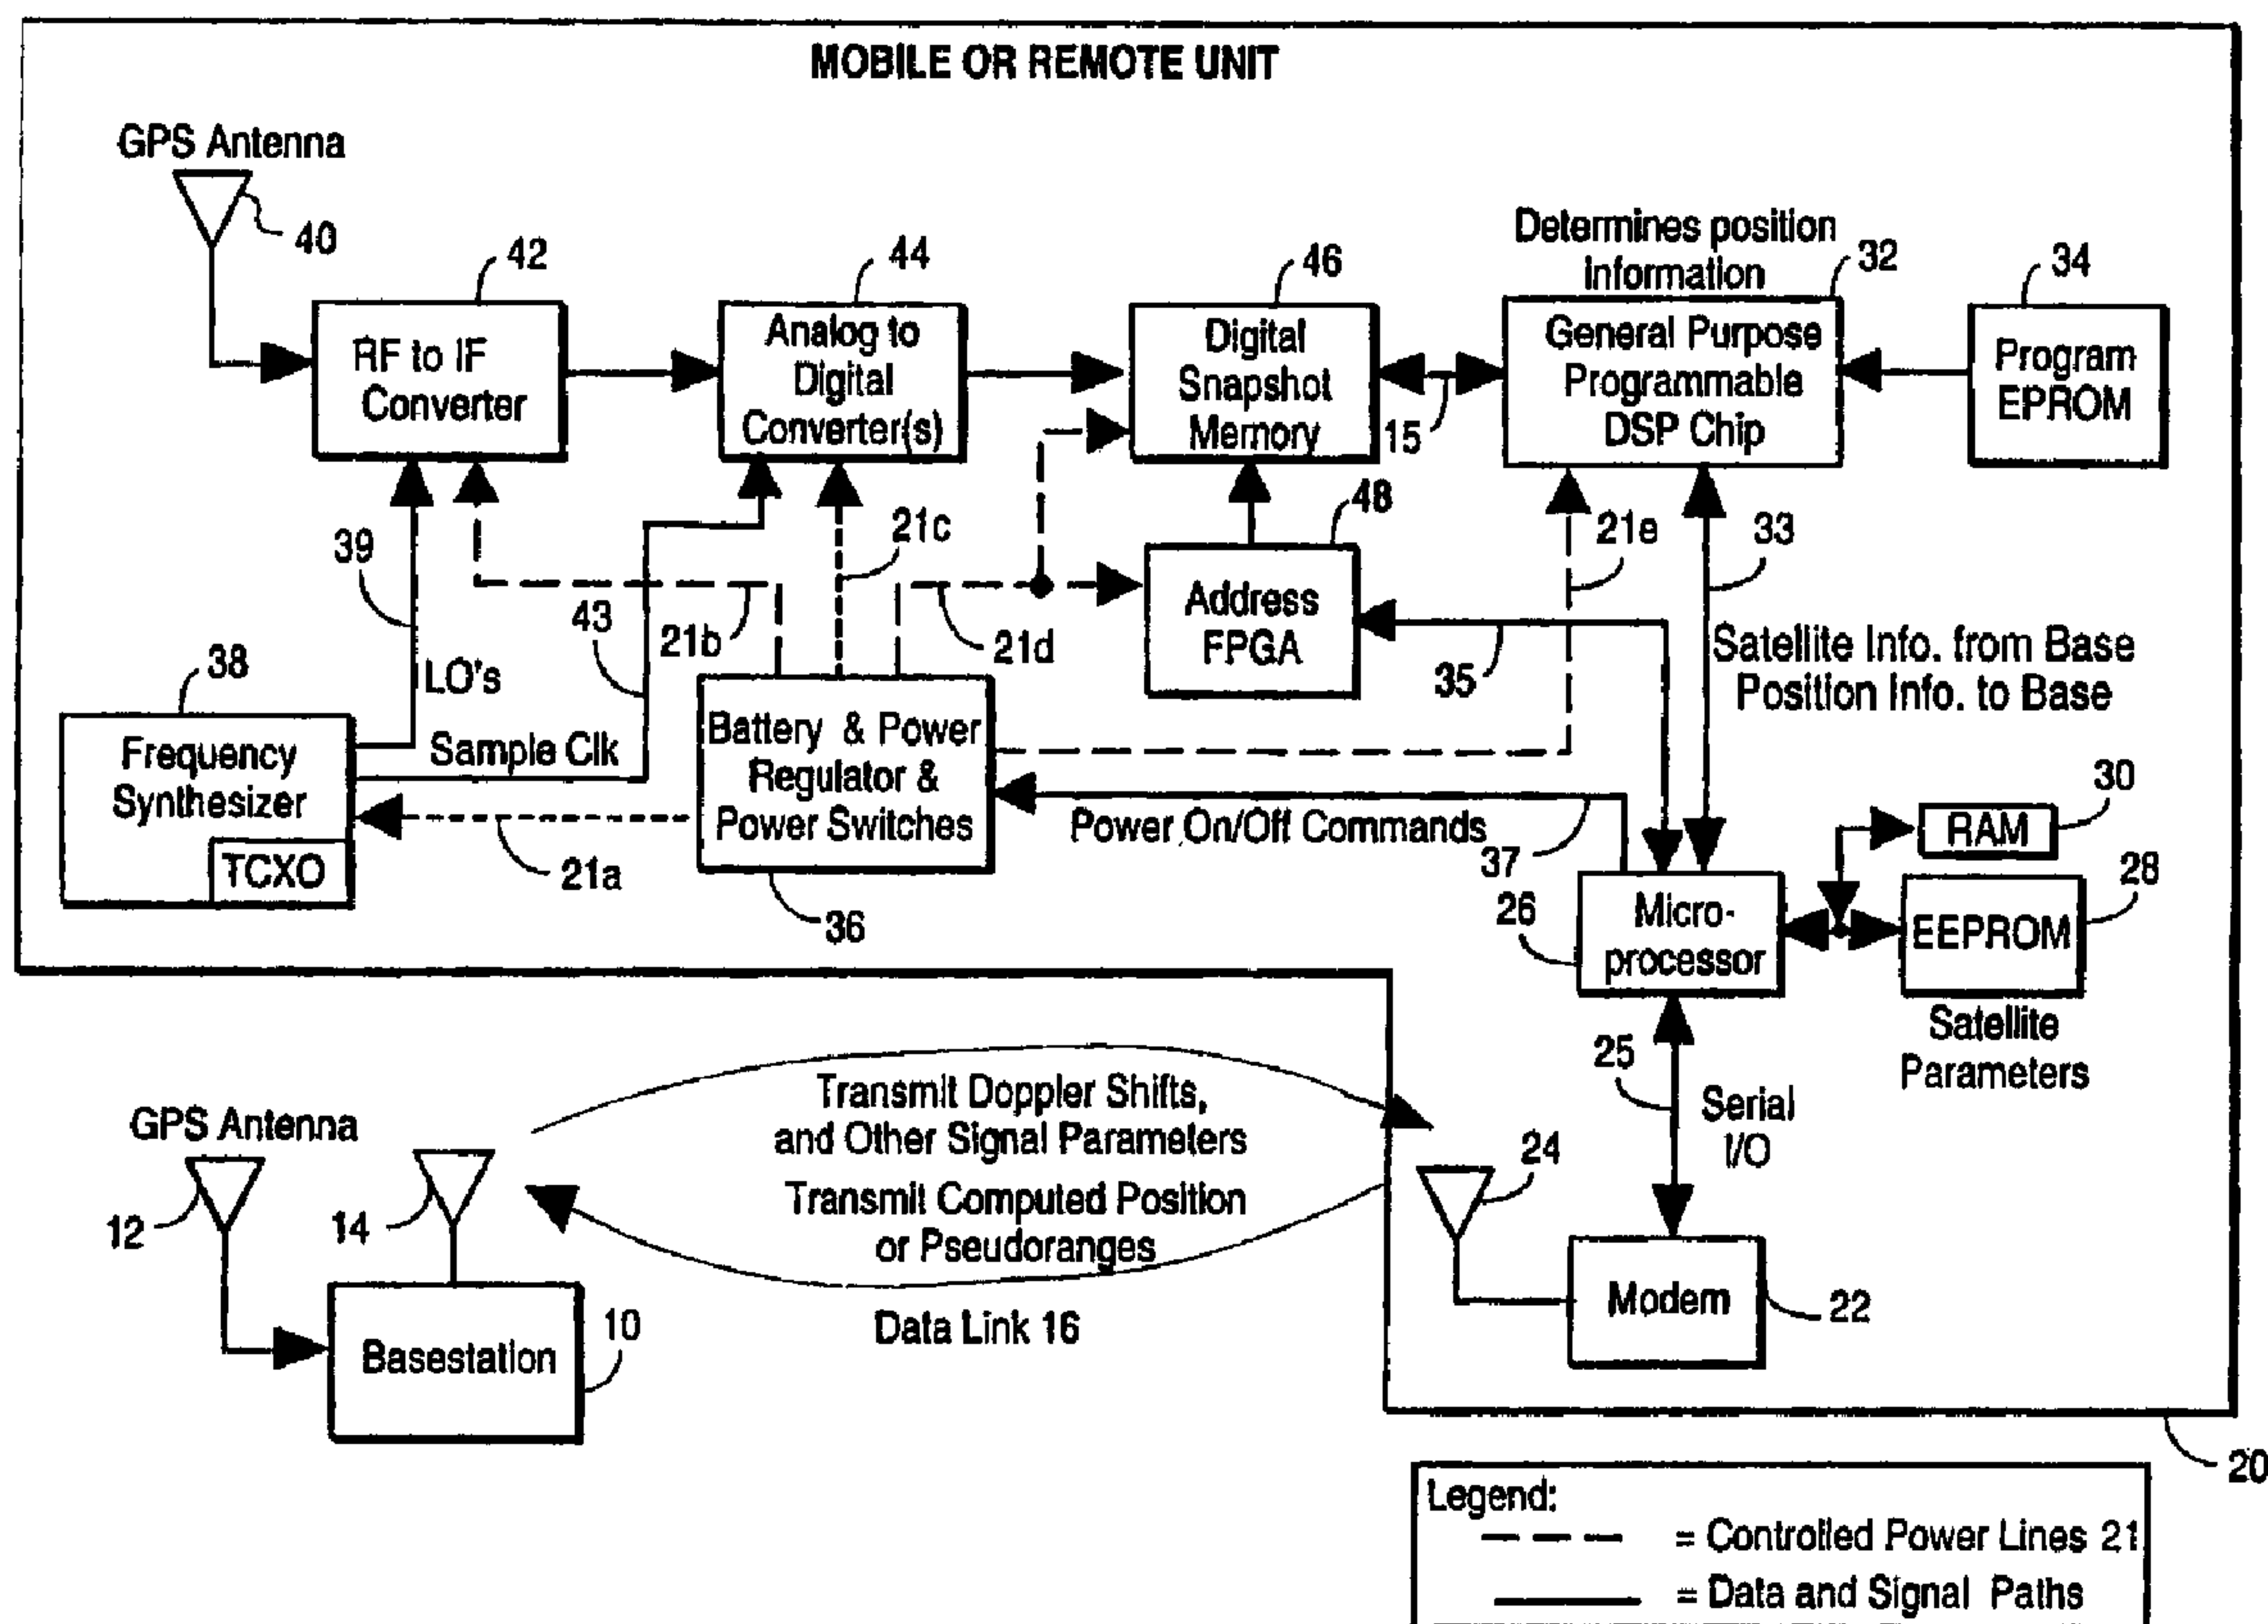 MOBILE OR REMOTE UNIT
GPS Antenna
40
42
RF to IF
Converter
44
Analog to
Digital
Converter(s)
46
Digital
Snapshot
Memory
15
Determines position
Information
32
General Purpose
Programmable
DSP Chip
34
Program
EPROM
39
LO's
43
21b
21c
21d
48
Address
FPGA
35
21e
33
Satellite Info. from Base
Position Info. to Base
38
Frequency
Synthesizer
TCXO
Sample Clk
21a
Battery & Power
Regulator &
Power Switches
36
Power On/Off Commands
37
26
Micro-
processor
30
RAM
28
EEPROM
Satellite
Parameters
25
Serial
I/O
24
Modem
22
GPS Antenna
12
14
Basestation
10
Transmit Doppler Shifts,
and Other Signal Parameters
Transmit Computed Position
or Pseudoranges
Data Link 16
20
Legend:
= Controlled Power Lines 21
= Data and Signal Paths